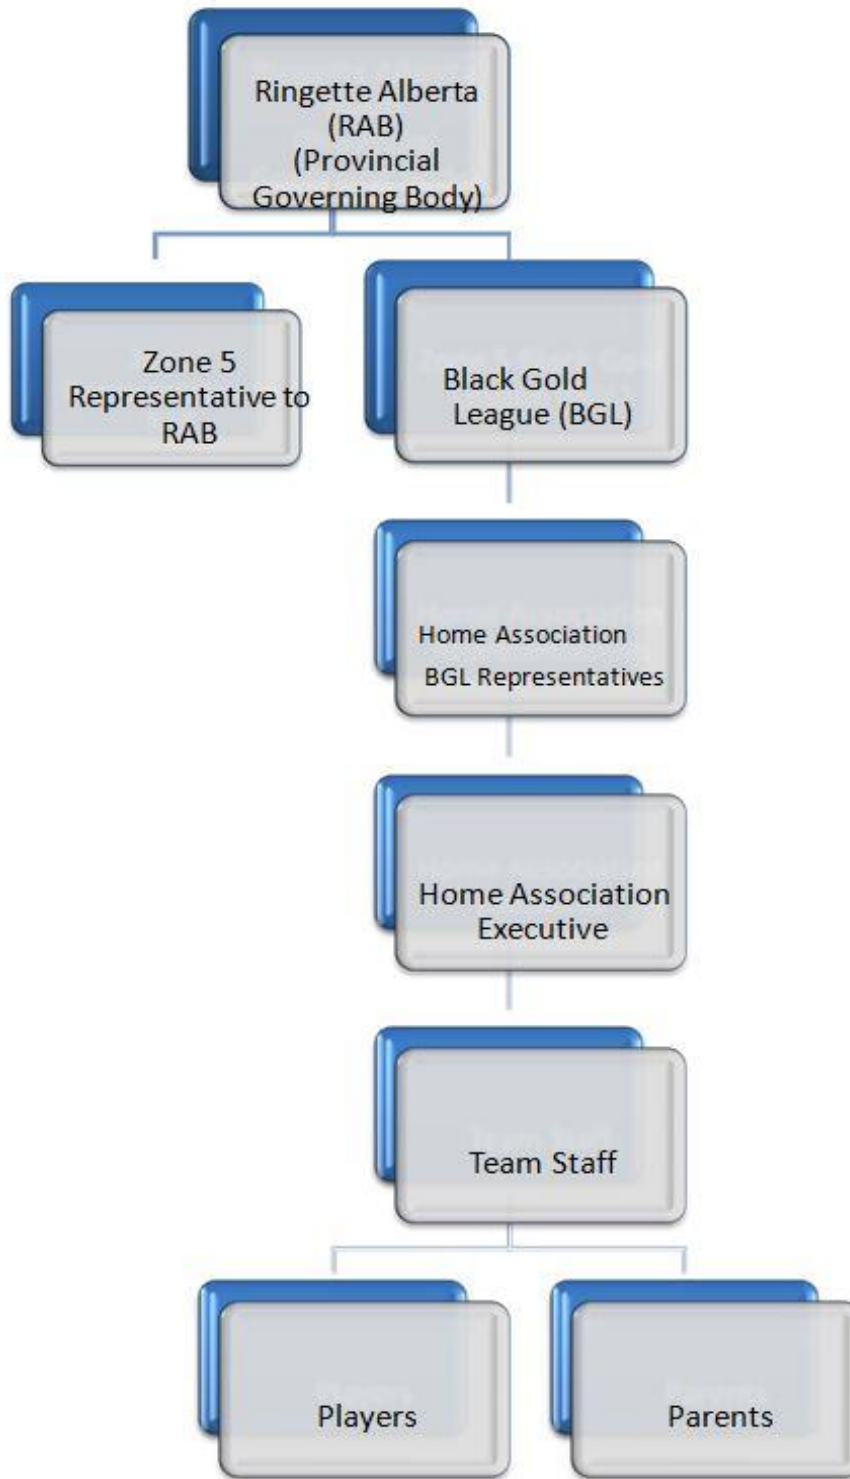 Ringette Alberta
(RAB)
(Provincial
Governing Body)
Zone 5
Representative to
RAB
Black Gold
League (BGL)
Home Association
BGL Representatives
Home Association
Executive
Team Staff
Players
Parents